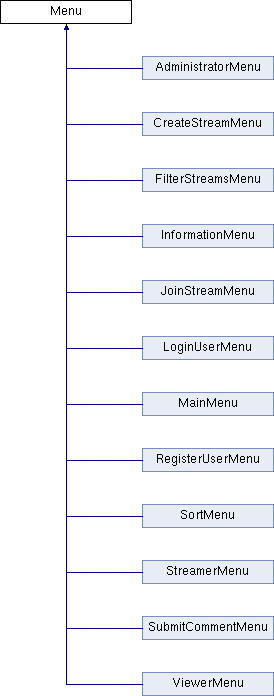 Menu
AdministratorMenu
CreateStreamMenu
FilterStreamsMenu
InformationMenu
JoinStreamMenu
LoginUserMenu
MainMenu
RegisterUserMenu
SortMenu
StreamerMenu
SubmitCommentMenu
ViewerMenu